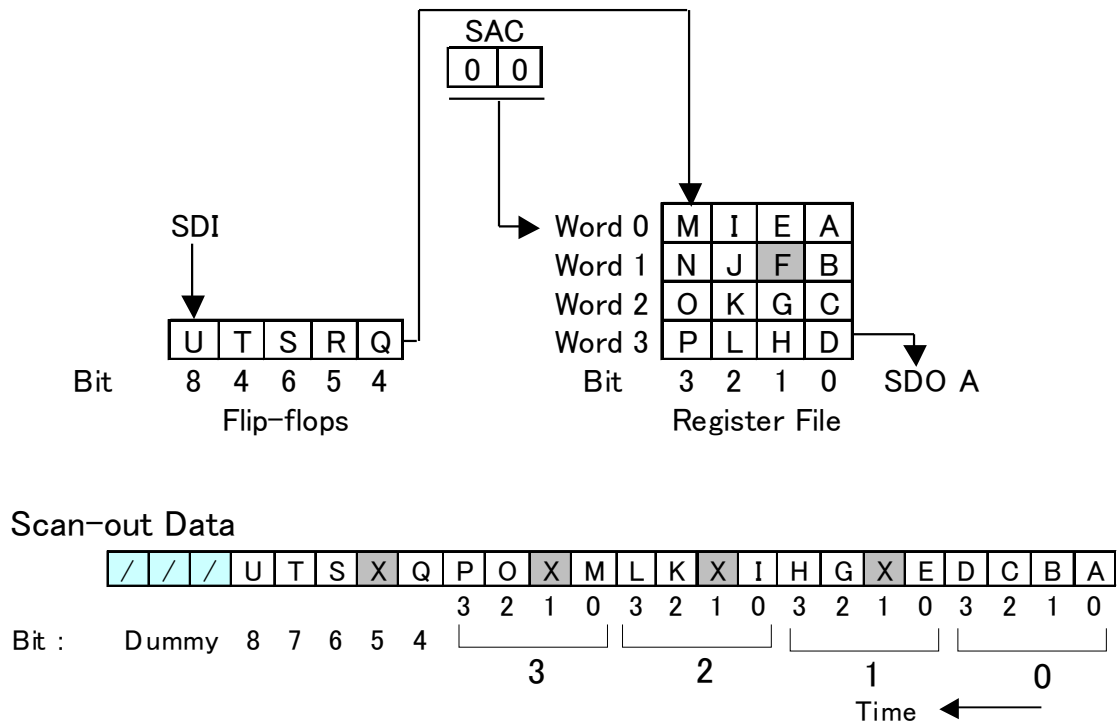 SAC
0 0
SDI
Word 0 M I E A
Word 1 N J F B
Word 2 O K G C
Word 3 P L H D
U T S R Q
Bit 8 4 6 5 4
Bit 3 2 1 0 SDO A
Flip-flops
Register File
Scan-out Data
/ / / U T S X Q P O X M L K X I H G X E D C B A
3 2 1 0 3 2 1 0 3 2 1 0 3 2 1 0
Bit : Dummy 8 7 6 5 4
3 2 1 0
Time